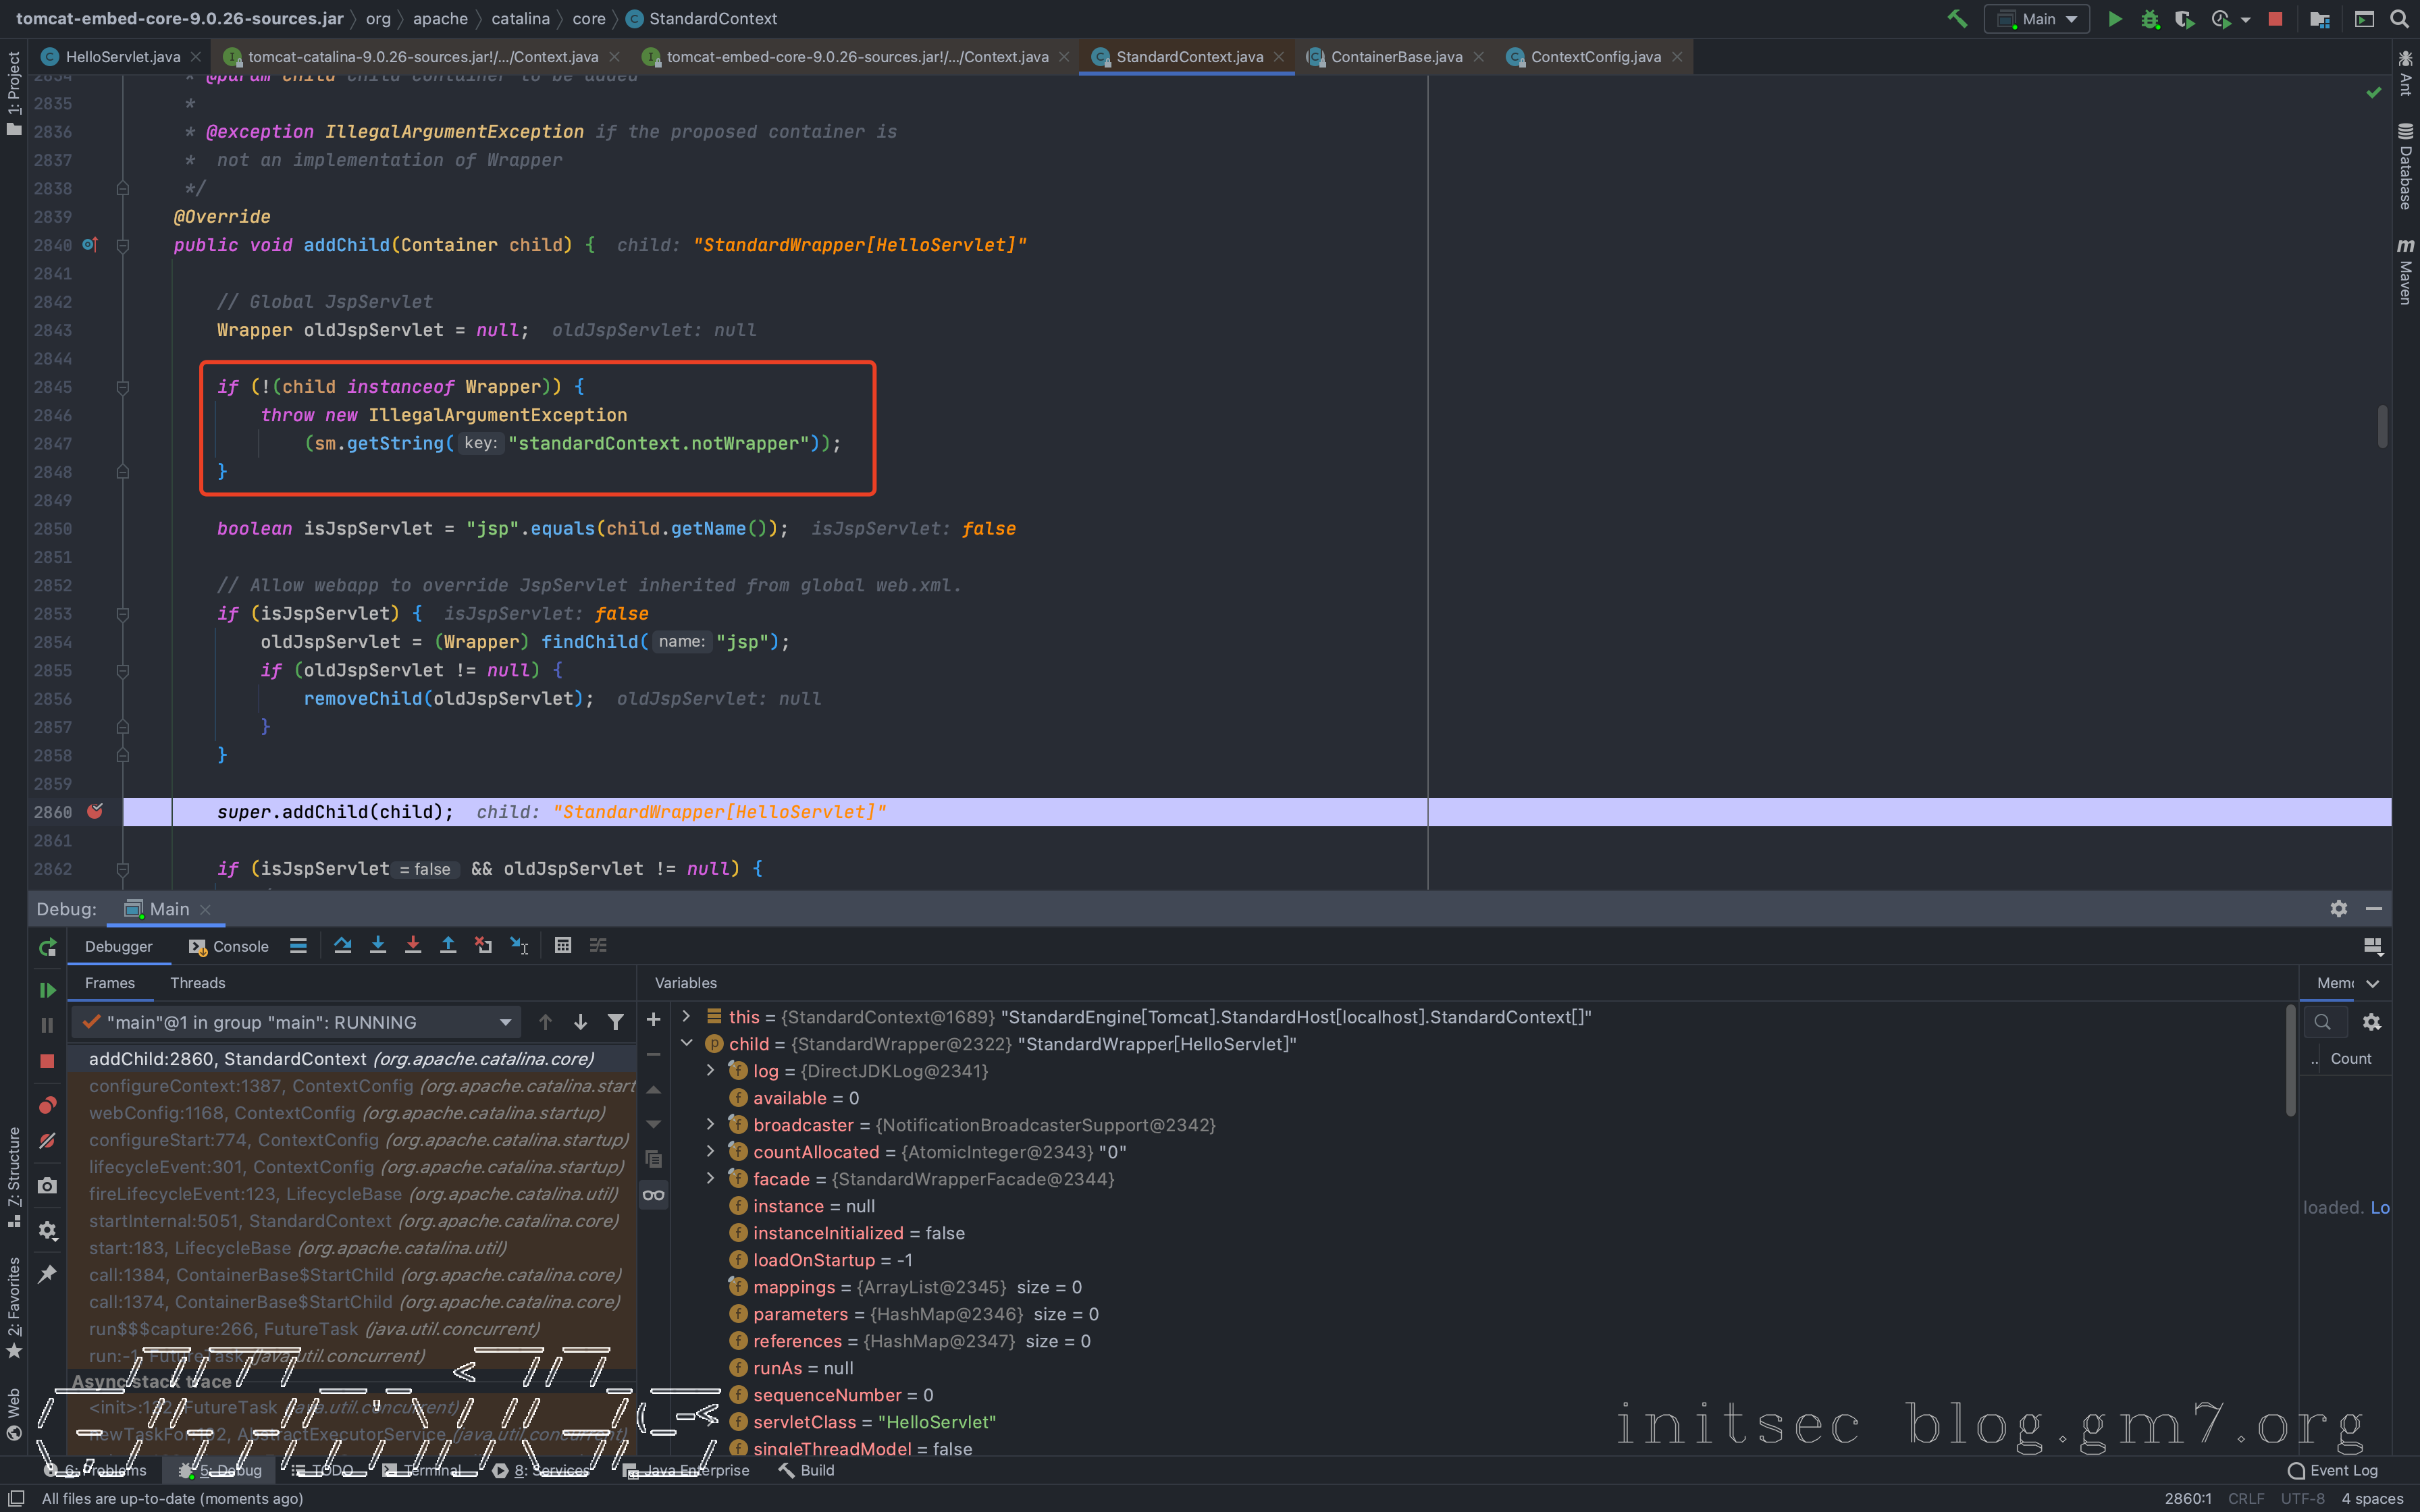 tomcat-embed-core-9.0.26-sources.jar 〉 org 〉 apache 〉 catalina 〉 core 〉 StandardContext
Main
HelloServlet.java
tomcat-catalina-9.0.26-sources.jar!/.../Context.java
tomcat-embed-core-9.0.26-sources.jar!/.../Context.java
StandardContext.java
ContainerBase.java
ContextConfig.java
1: Project
Ant
Database
Maven
2834 * @param child child container to be added
2835 *
2836 * @exception IllegalArgumentException if the proposed container is
2837 * not an implementation of Wrapper
2838 */
2839 @Override
2840 public void addChild(Container child) { child: "StandardWrapper[HelloServlet]"
2841
2842 // Global JspServlet
2843 Wrapper oldJspServlet = null; oldJspServlet: null
2844
2845 if (!(child instanceof Wrapper)) {
2846 throw new IllegalArgumentException
2847 (sm.getString( key: "standardContext.notWrapper"));
2848 }
2849
2850 boolean isJspServlet = "jsp".equals(child.getName()); isJspServlet: false
2851
2852 // Allow webapp to override JspServlet inherited from global web.xml.
2853 if (isJspServlet) { isJspServlet: false
2854 oldJspServlet = (Wrapper) findChild( name: "jsp");
2855 if (oldJspServlet != null) {
2856 removeChild(oldJspServlet); oldJspServlet: null
2857 }
2858 }
2859
2860 super.addChild(child); child: "StandardWrapper[HelloServlet]"
2861
2862 if (isJspServlet = false && oldJspServlet != null) {
Debug: Main
Debugger Console
Frames Threads
Variables
Mem
"main"@1 in group "main": RUNNING
addChild:2860, StandardContext (org.apache.catalina.core)
configureContext:1387, ContextConfig (org.apache.catalina.start
webConfig:1168, ContextConfig (org.apache.catalina.startup)
configureStart:774, ContextConfig (org.apache.catalina.startup)
lifecycleEvent:301, ContextConfig (org.apache.catalina.startup)
fireLifecycleEvent:123, LifecycleBase (org.apache.catalina.util)
startInternal:5051, StandardContext (org.apache.catalina.core)
start:183, LifecycleBase (org.apache.catalina.util)
call:1384, ContainerBase$StartChild (org.apache.catalina.core)
call:1374, ContainerBase$StartChild (org.apache.catalina.core)
run$$$capture:266, FutureTask (java.util.concurrent)
run:-1, FutureTask (java.util.concurrent)
Async stack trace
<init>:132, FutureTask (java.util.concurrent)
newTaskFor:102, AbstractExecutorService (java.util.concurrent)
this = {StandardContext@1689} "StandardEngine[Tomcat].StandardHost[localhost].StandardContext[]"
child = {StandardWrapper@2322} "StandardWrapper[HelloServlet]"
log = {DirectJDKLog@2341}
available = 0
broadcaster = {NotificationBroadcasterSupport@2342}
countAllocated = {AtomicInteger@2343} "0"
facade = {StandardWrapperFacade@2344}
instance = null
instanceInitialized = false
loadOnStartup = -1
mappings = {ArrayList@2345} size = 0
parameters = {HashMap@2346} size = 0
references = {HashMap@2347} size = 0
runAs = null
sequenceNumber = 0
servletClass = "HelloServlet"
singleThreadModel = false
.. Count
loaded. Lo
Z: Structure
2: Favorites
Web
initsec blog.gm7.org
6: Problems 5: Debug TODO Terminal 8: Services Java Enterprise Build
Event Log
All files are up-to-date (moments ago)
2860:1 CRLF UTF-8 4 spaces